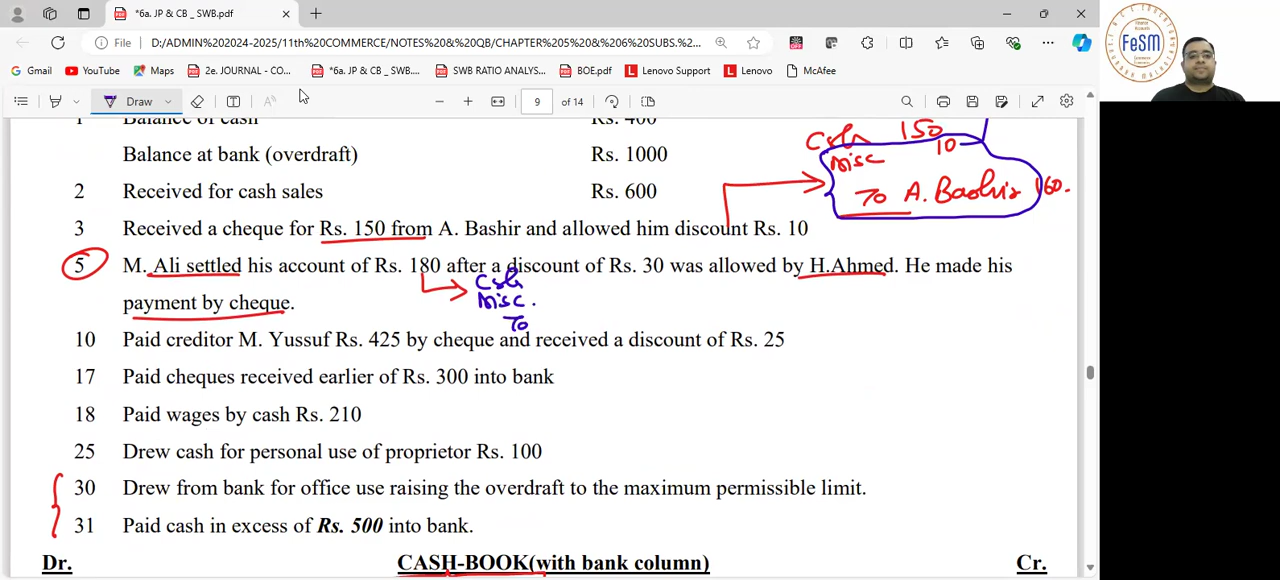 *6a. JP & CB _ SWB.pdf
File
D:/ADMIN%202024-2025/11th%20COMMERCE/NOTES%20&%20QB/CHAPTER%205%20&%206%20SUBS.%2...
Gmail YouTube Maps 2e. JOURNAL - CO... *6a. JP & CB _ SWB.... SWB RATIO ANALYS... BOE.pdf Lenovo Support Lenovo McAfee
Draw
9 of 14
FeSM
1 Balance of cash Rs. 400
Balance at bank (overdraft) Rs. 1000
2 Received for cash sales Rs. 600
Csh 150
Disc 10
To A. Bashir 160.
3 Received a cheque for Rs. 150 from A. Bashir and allowed him discount Rs. 10
5 M. Ali settled his account of Rs. 180 after a discount of Rs. 30 was allowed by H.Ahmed. He made his
payment by cheque.
Csh
Disc.
To
10 Paid creditor M. Yussuf Rs. 425 by cheque and received a discount of Rs. 25
17 Paid cheques received earlier of Rs. 300 into bank
18 Paid wages by cash Rs. 210
25 Drew cash for personal use of proprietor Rs. 100
30 Drew from bank for office use raising the overdraft to the maximum permissible limit.
31 Paid cash in excess of Rs. 500 into bank.
Dr. CASH-BOOK(with bank column) Cr.